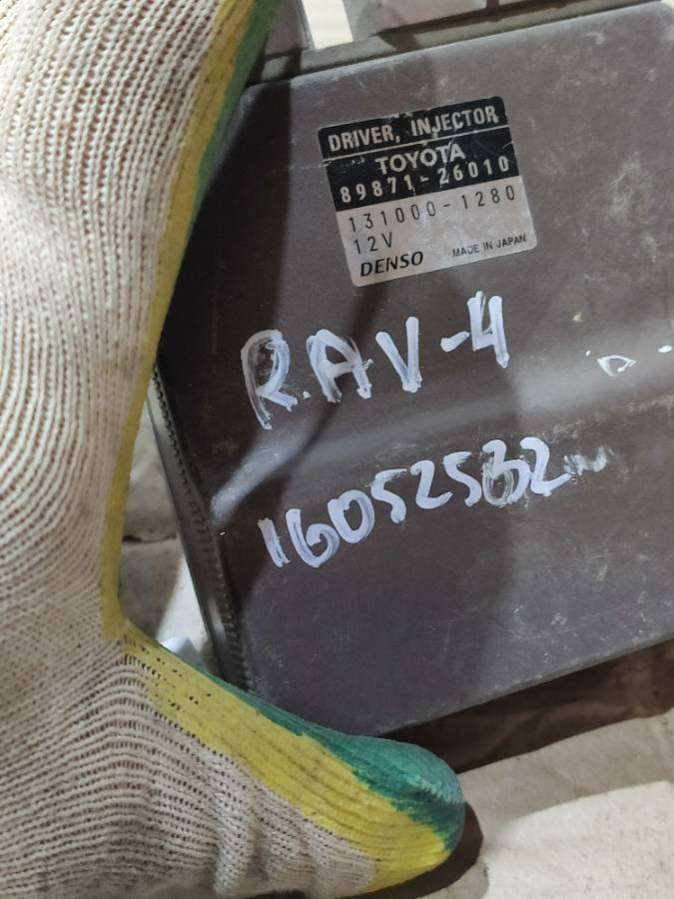 DRIVER, INJECTOR
TOYOTA
89871-26010
131000-1280
12V
DENSO MADE IN JAPAN
RAV-4
16052532